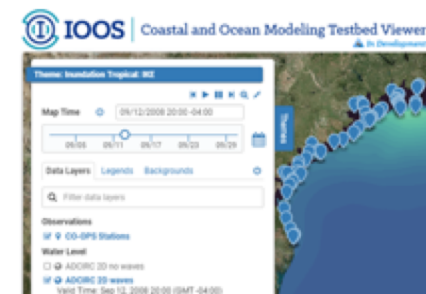 IOOS Coastal and Ocean Modeling Testbed Viewer
In Development
Theme: Inundation Tropical: IKE
Map Time 09/12/2008 20:00 -04:00
09/05 09/11 09/17 09/23 09/29
Themes
Data Layers Legends Backgrounds
Filter data layers
Observations
CO-OPS Stations
Water Level
ADCIRC 2D no waves
ADCIRC 2D waves
Valid Time: Sep 12, 2008 20:00 (GMT -04:00)